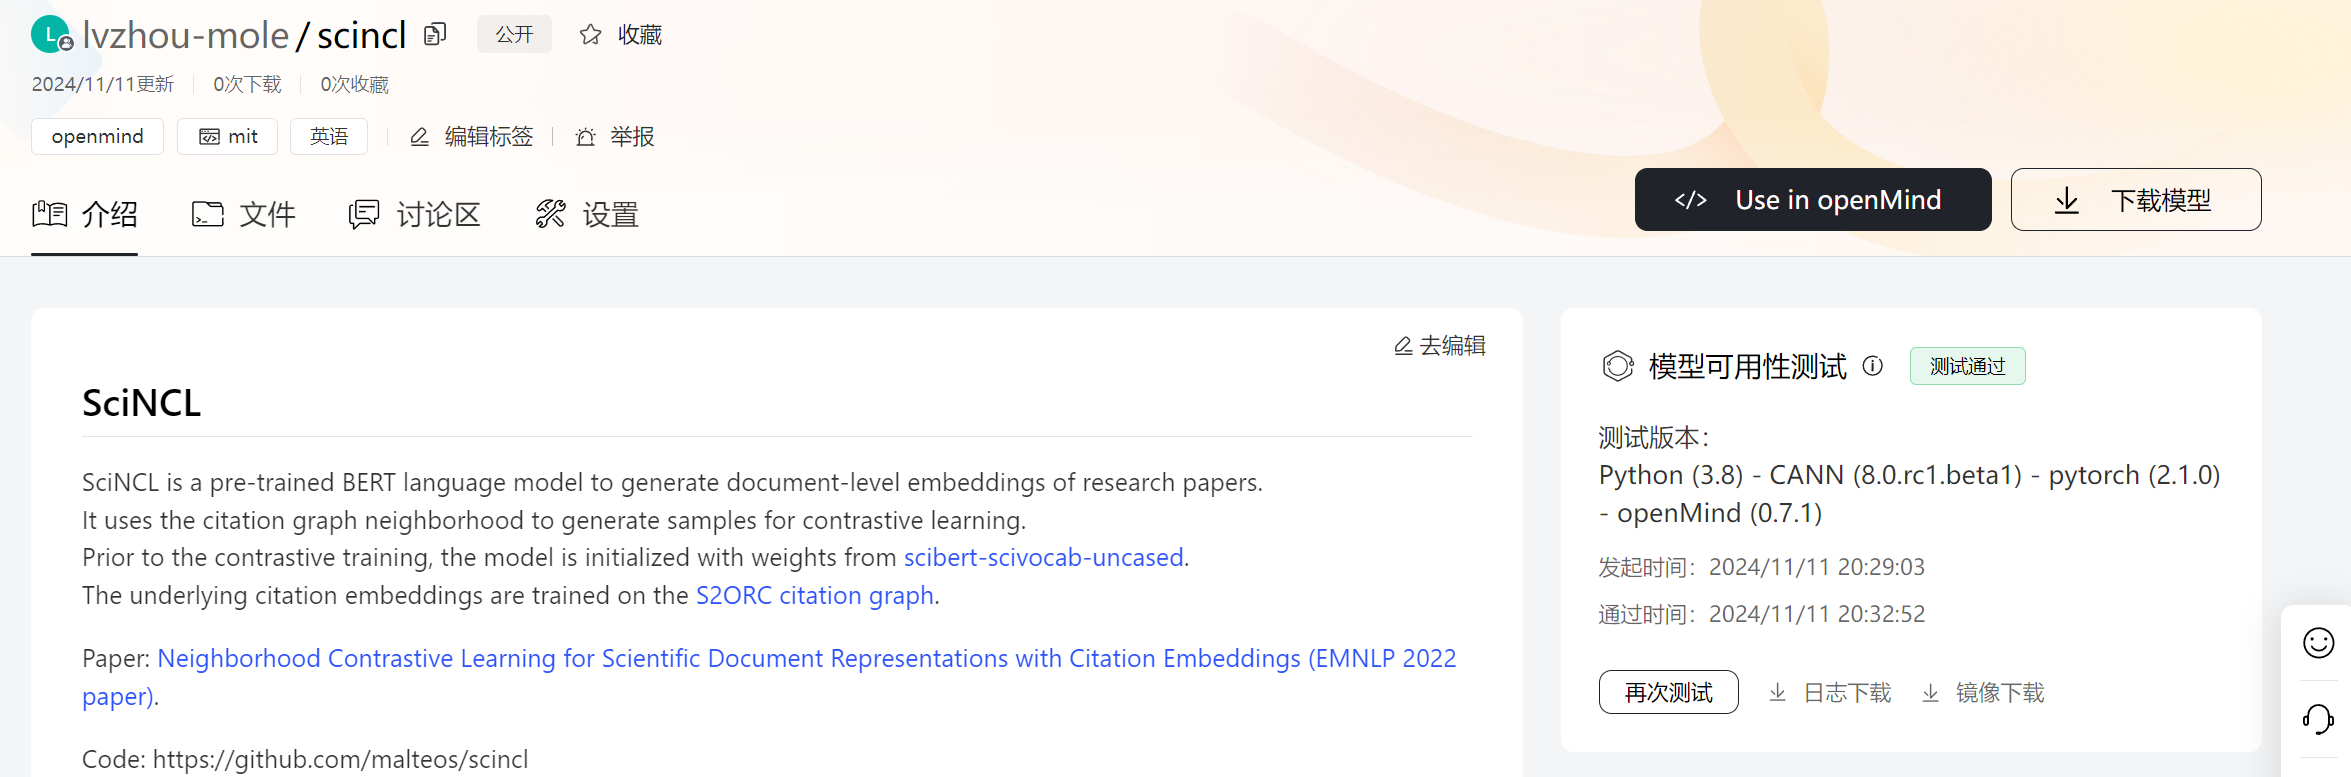 L lvzhou-mole / scincl 公开 收藏
2024/11/11更新 0次下载 0次收藏
openmind mit 英语 编辑标签 举报
介绍 文件 讨论区 设置
</> Use in openMind 下载模型
去编辑
SciNCL
SciNCL is a pre-trained BERT language model to generate document-level embeddings of research papers.
It uses the citation graph neighborhood to generate samples for contrastive learning.
Prior to the contrastive training, the model is initialized with weights from scibert-scivocab-uncased.
The underlying citation embeddings are trained on the S2ORC citation graph.
Paper: Neighborhood Contrastive Learning for Scientific Document Representations with Citation Embeddings (EMNLP 2022
paper).
Code: https://github.com/malteos/scincl
模型可用性测试 测试通过
测试版本：
Python (3.8) - CANN (8.0.rc1.beta1) - pytorch (2.1.0)
- openMind (0.7.1)
发起时间：2024/11/11 20:29:03
通过时间：2024/11/11 20:32:52
再次测试 日志下载 镜像下载